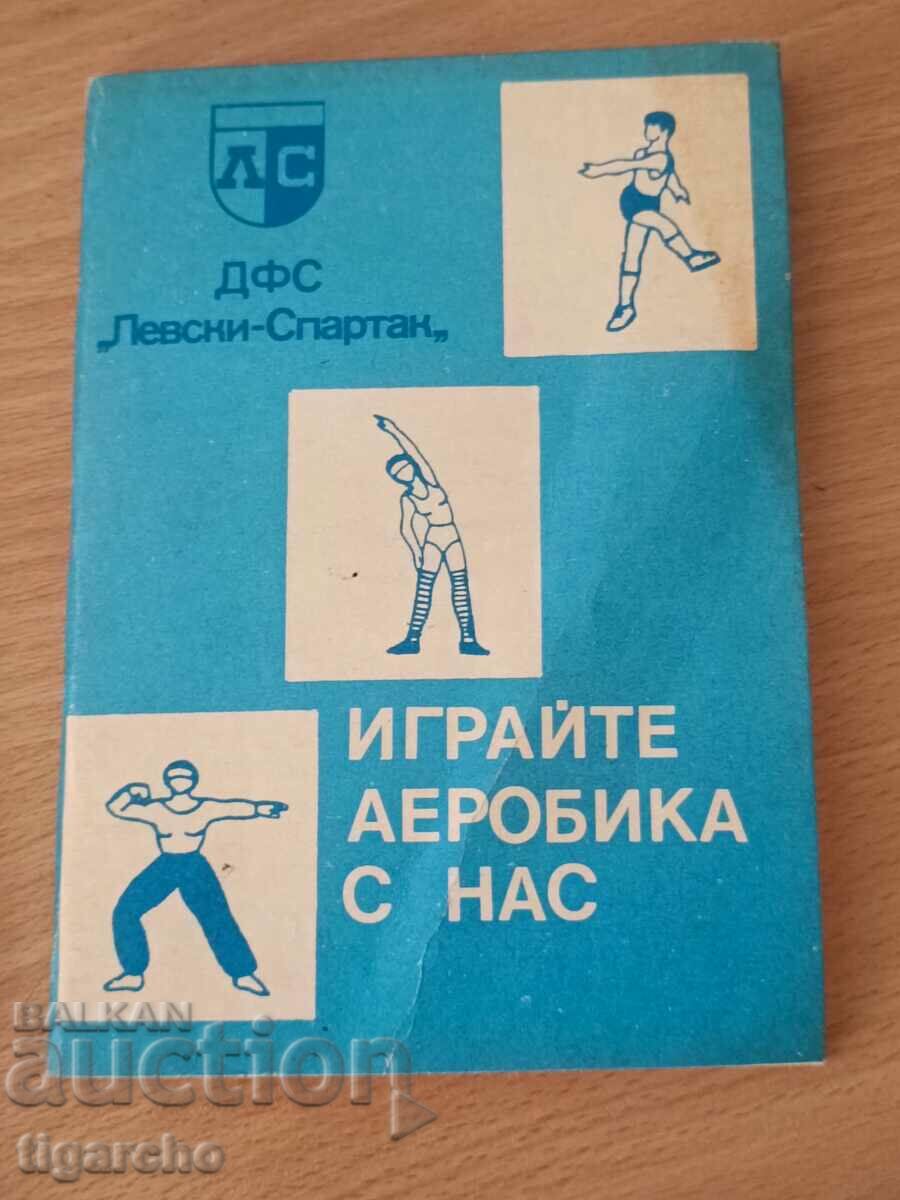 ЛС
ДФС
„Левски-Спартак„
ИГРАЙТЕ
АЕРОБИКА
С НАС
BALKAN
auction
tigarcho